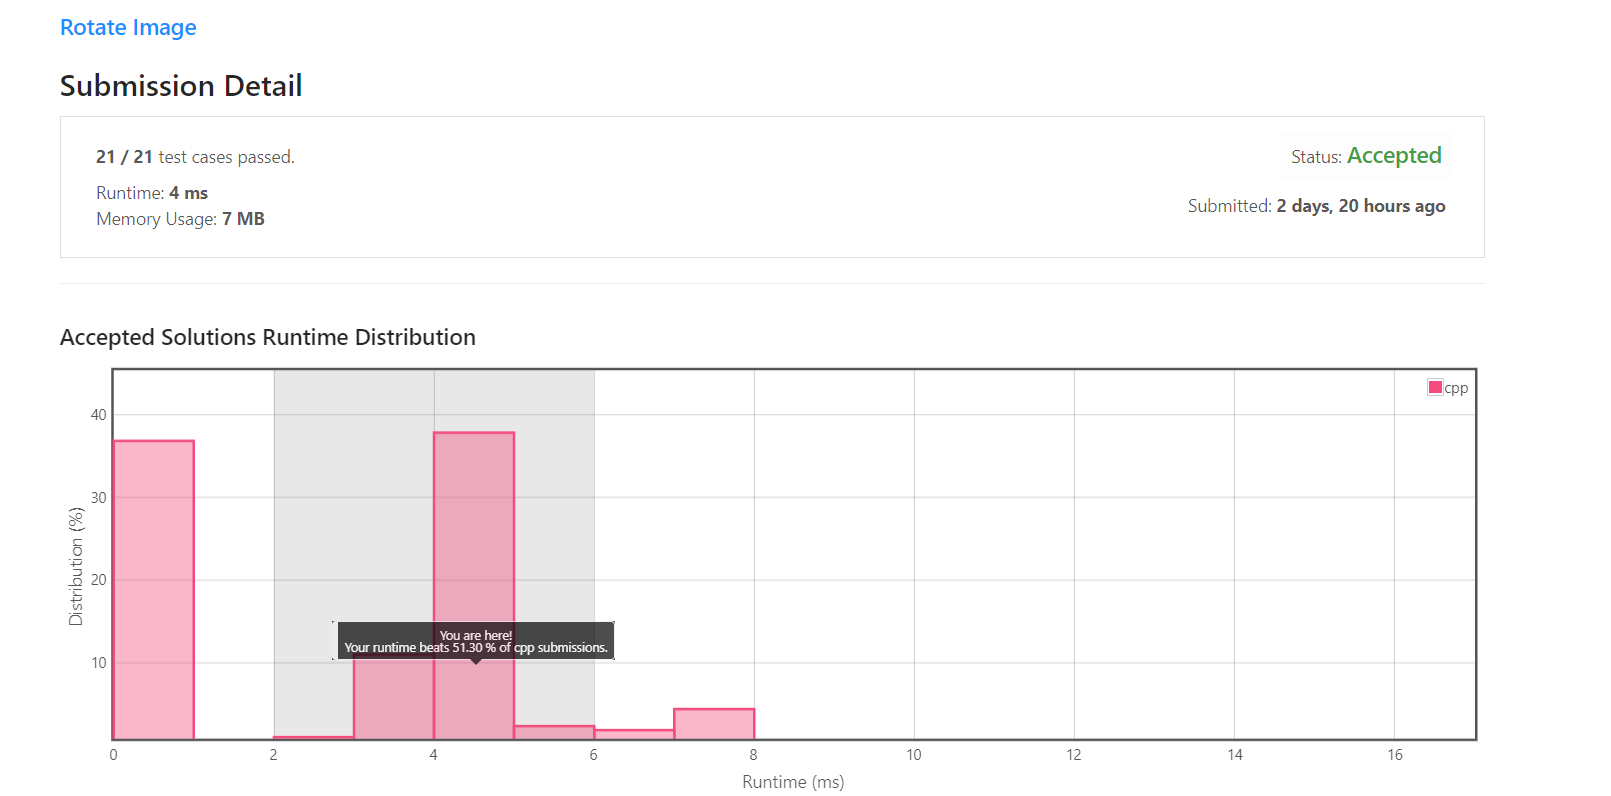 Rotate Image
Submission Detail
21 / 21 test cases passed.
Status: Accepted
Runtime: 4 ms
Memory Usage: 7 MB
Submitted: 2 days, 20 hours ago
Accepted Solutions Runtime Distribution
cpp
Distribution (%)
40
30
20
10
You are here!
Your runtime beats 51.30 % of cpp submissions.
0 2 4 6 8 10 12 14 16
Runtime (ms)